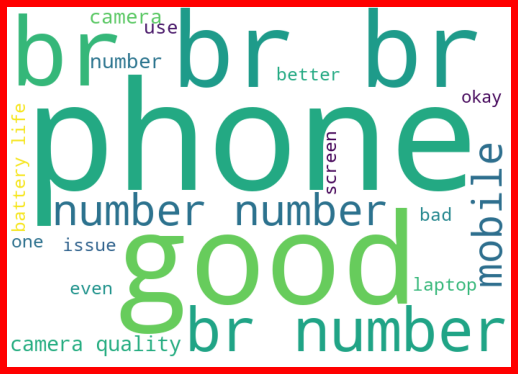 camera
br
use
br br
number
better
okay
phone
battery life
screen
number number
mobile
bad
one
issue
good
even
laptop
br number
camera quality